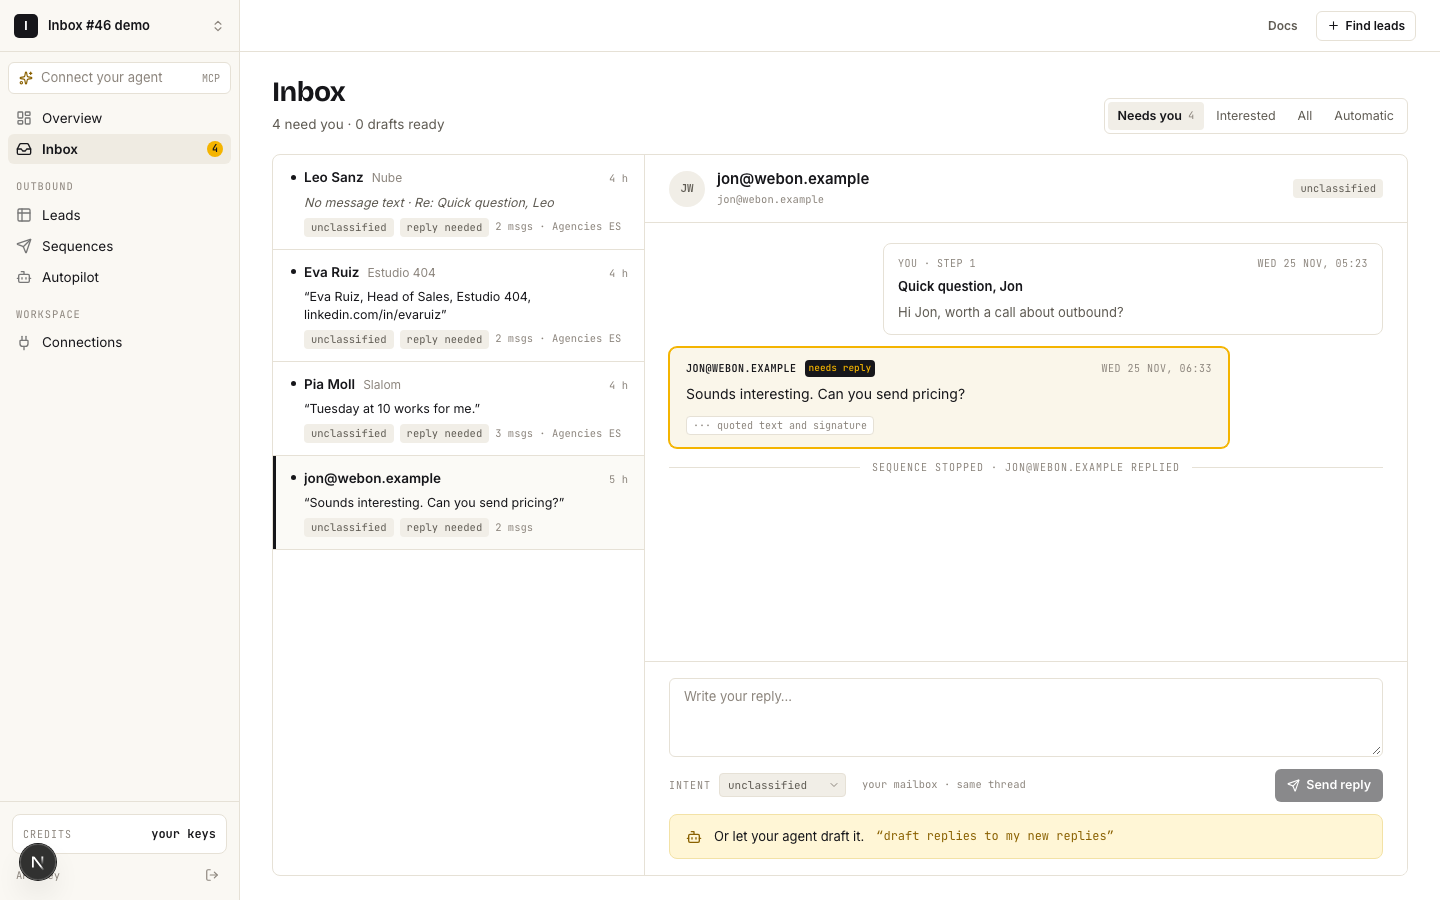 I Inbox #46 demo
Docs
Find leads
Connect your agent MCP
Overview
Inbox 4
OUTBOUND
Leads
Sequences
Autopilot
WORKSPACE
Connections
CREDITS your keys
N
Inbox
4 need you · 0 drafts ready
Needs you 4 Interested All Automatic
Leo Sanz Nube 4 h
No message text · Re: Quick question, Leo
unclassified reply needed 2 msgs · Agencies ES
Eva Ruiz Estudio 404 4 h
“Eva Ruiz, Head of Sales, Estudio 404,
linkedin.com/in/evaruiz”
unclassified reply needed 2 msgs · Agencies ES
Pia Moll Slalom 4 h
“Tuesday at 10 works for me.”
unclassified reply needed 3 msgs · Agencies ES
jon@webon.example 5 h
“Sounds interesting. Can you send pricing?”
unclassified reply needed 2 msgs
JW jon@webon.example unclassified
jon@webon.example
YOU · STEP 1 WED 25 NOV, 05:23
Quick question, Jon
Hi Jon, worth a call about outbound?
JON@WEBON.EXAMPLE needs reply WED 25 NOV, 06:33
Sounds interesting. Can you send pricing?
··· quoted text and signature
SEQUENCE STOPPED · JON@WEBON.EXAMPLE REPLIED
Write your reply...
INTENT unclassified your mailbox · same thread Send reply
Or let your agent draft it. “draft replies to my new replies”